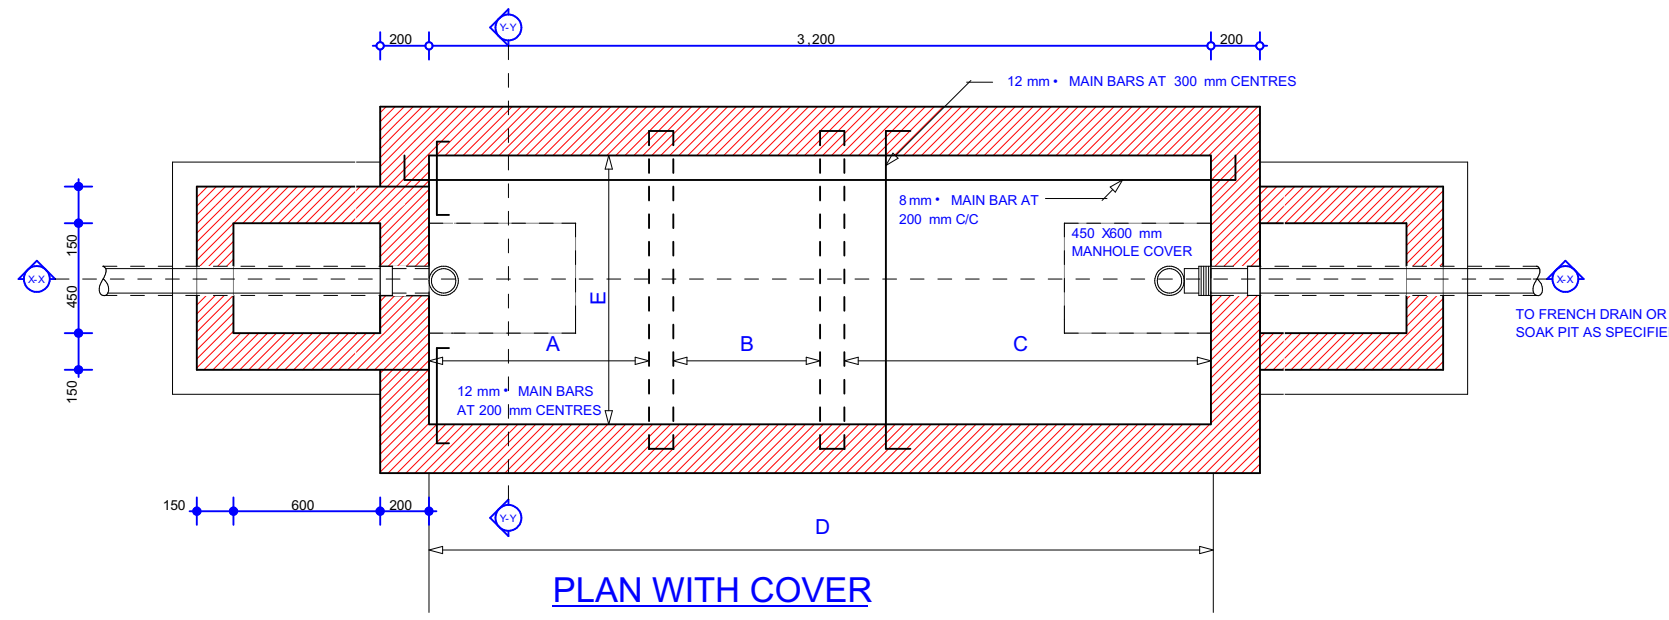 Y-Y
200
3,200
200
12 mm • MAIN BARS AT 300 mm CENTRES
8 mm • MAIN BAR AT
200 mm C/C
450 X600 mm
MANHOLE COVER
150
450
150
X-X
X-X
TO FRENCH DRAIN OR
SOAK PIT AS SPECIFIE
E
A
B
C
12 mm • MAIN BARS
AT 200 mm CENTRES
150
600
200
Y-Y
D
PLAN WITH COVER